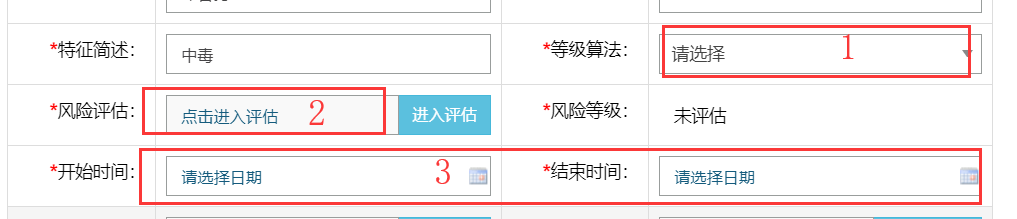 *特征简述： 中毒 *等级算法： 请选择 1
*风险评估： 点击进入评估 2 进入评估 *风险等级： 未评估
*开始时间： 请选择日期 3 *结束时间： 请选择日期